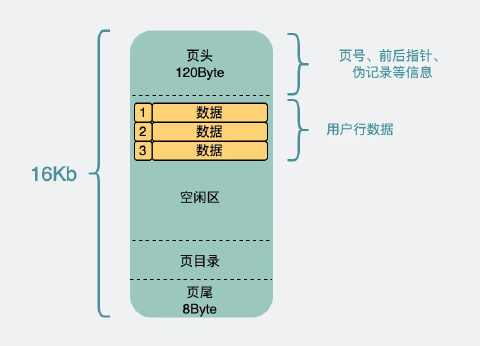 页头
120Byte
页号、前后指针、
伪记录等信息
1 数据
2 数据
3 数据
用户行数据
16Kb
空闲区
页目录
页尾
8Byte